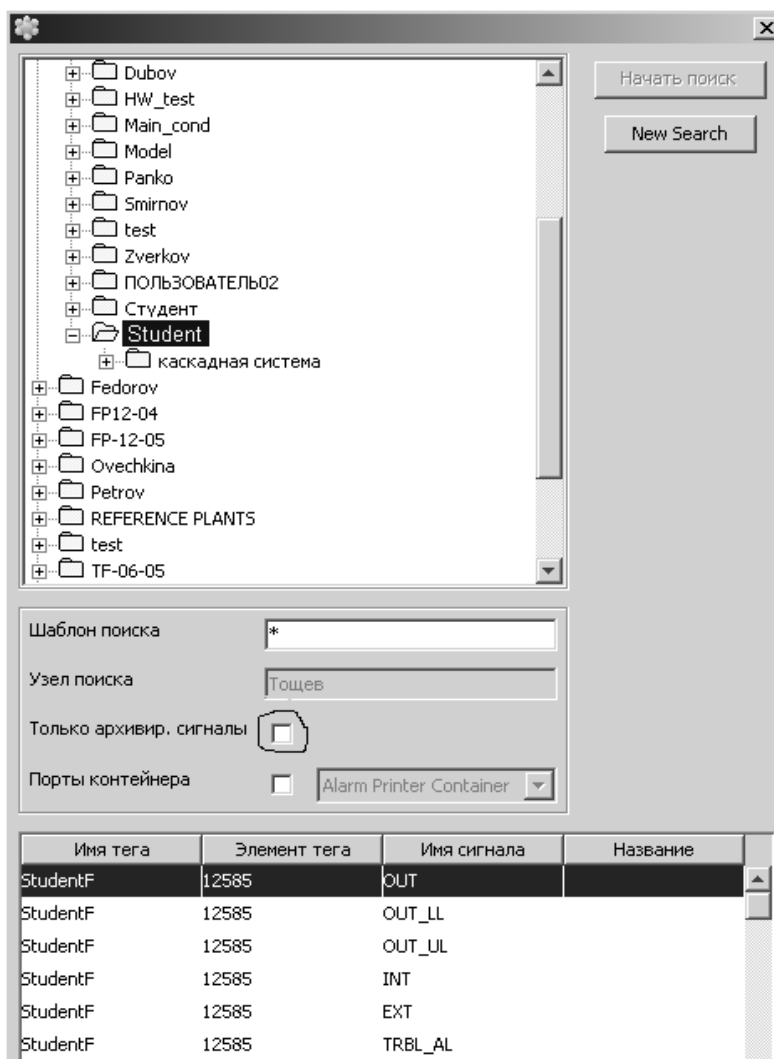 Dubov
HW_test
Main_cond
Model
Panko
Smirnov
test
Zverkov
ПОЛЬЗОВАТЕЛЬ02
Студент
Student
каскадная система
Fedorov
FP12-04
FP-12-05
Ovechkina
Petrov
REFERENCE PLANTS
test
TF-06-05
Начать поиск
New Search
Шаблон поиска *
Узел поиска Тощев
Только архивир. сигналы
Порты контейнера Alarm Printer Container
Имя тега Элемент тега Имя сигнала Название
StudentF 12585 OUT
StudentF 12585 OUT_LL
StudentF 12585 OUT_UL
StudentF 12585 INT
StudentF 12585 EXT
StudentF 12585 TRBL_AL